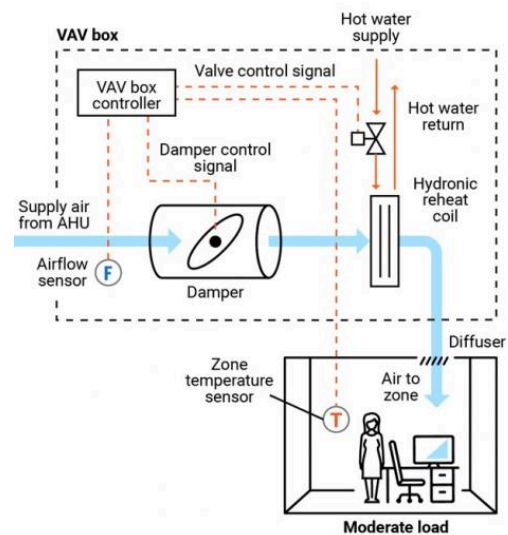 VAV box
Hot water
supply
VAV box
controller
Valve control signal
Hot water
return
Damper control
signal
Hydronic
reheat
coil
Supply air
from AHU
Airflow
sensor
F
Damper
Diffuser
Zone
temperature
sensor
Air to
zone
T
Moderate load